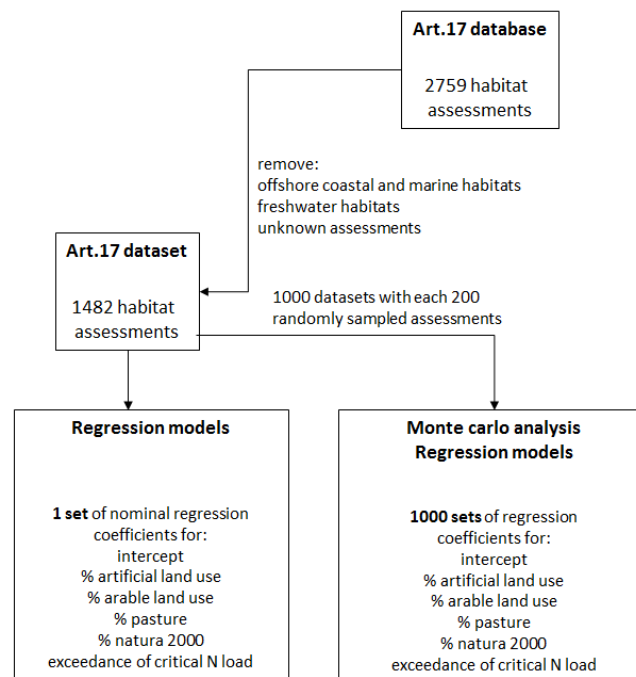 Art.17 database
2759 habitat
assessments
remove:
offshore coastal and marine habitats
freshwater habitats
unknown assessments
Art.17 dataset
1482 habitat
assessments
1000 datasets with each 200
randomly sampled assessments
Regression models
1 set of nominal regression
coefficients for:
intercept
% artificial land use
% arable land use
% pasture
% natura 2000
exceedance of critical N load
Monte carlo analysis
Regression models
1000 sets of regression
coefficients for:
intercept
% artificial land use
% arable land use
% pasture
% natura 2000
exceedance of critical N load